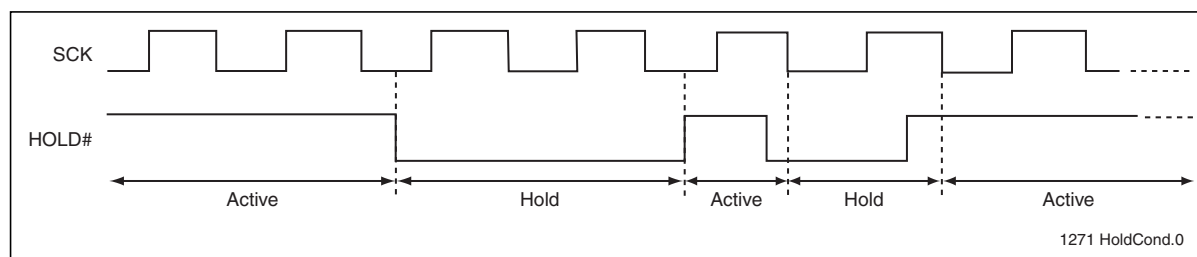 SCK
HOLD#
Active
Hold
Active
Hold
Active
1271 HoldCond.0